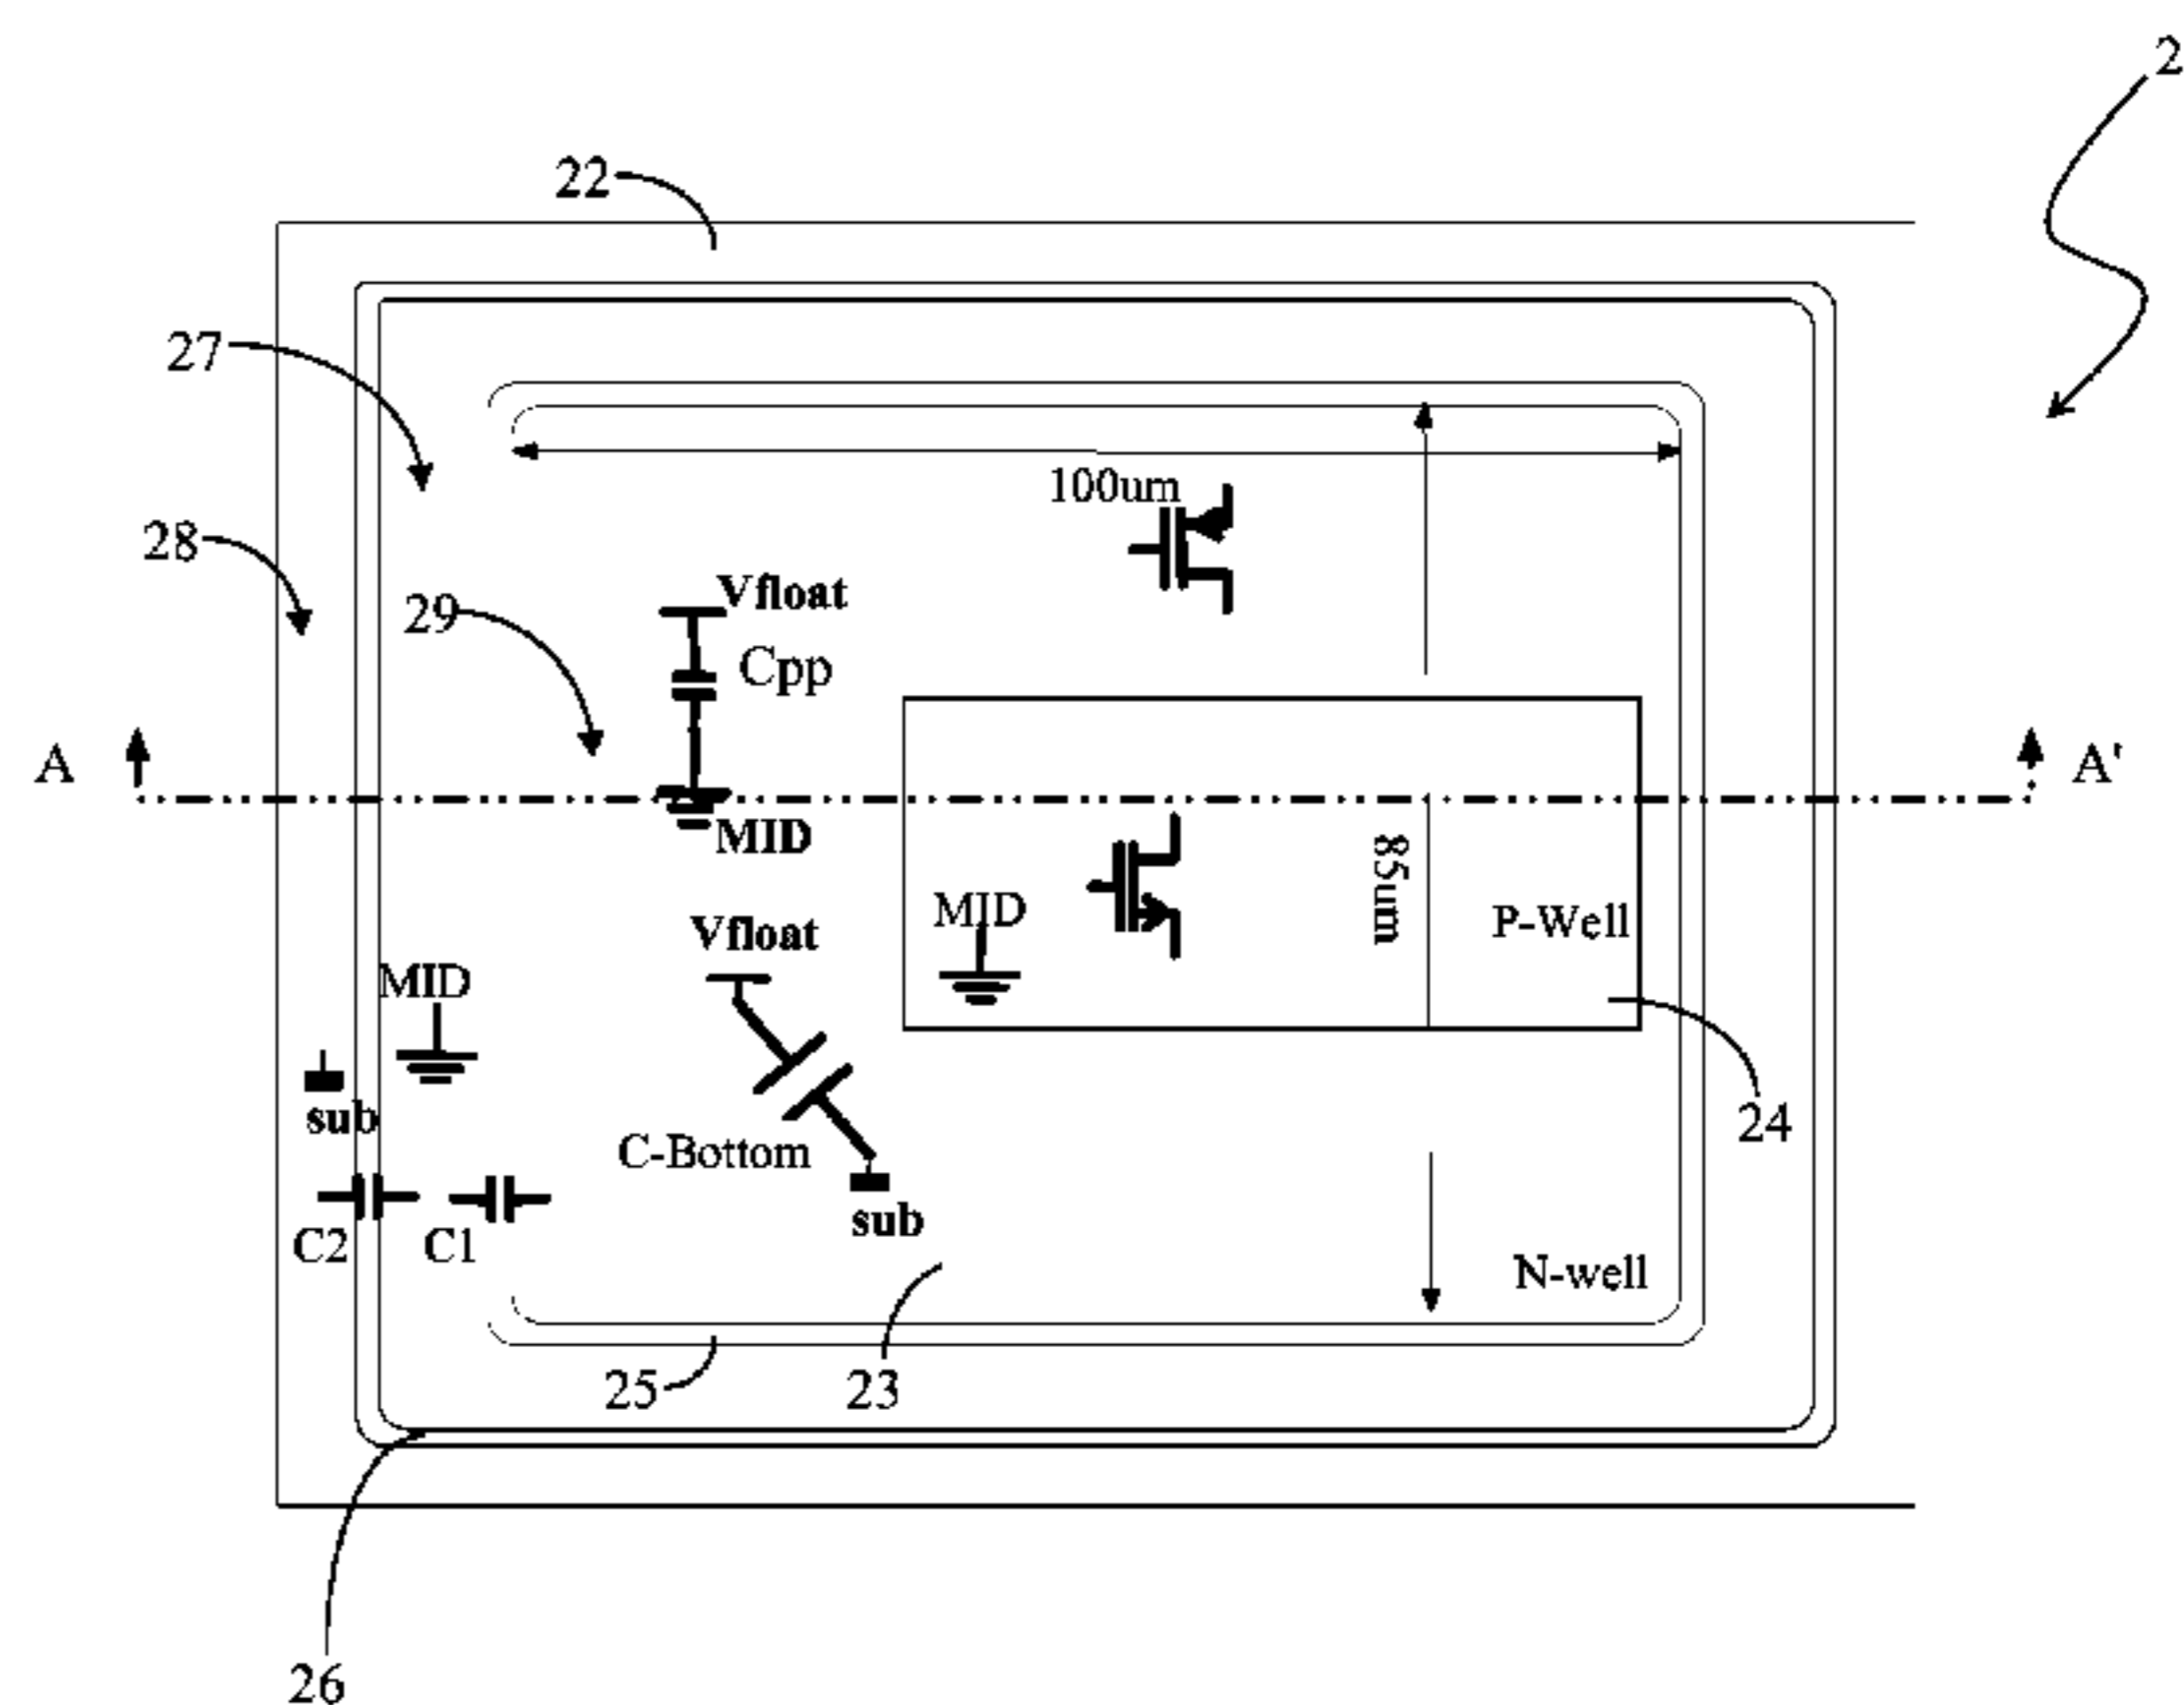 2
22
27
100um
28
Vfloat
29
Cpp
A
A'
MID
85um
MID
P-Well
Vfloat
MID
sub
24
C-Bottom
sub
C2
C1
N-well
25
23
26